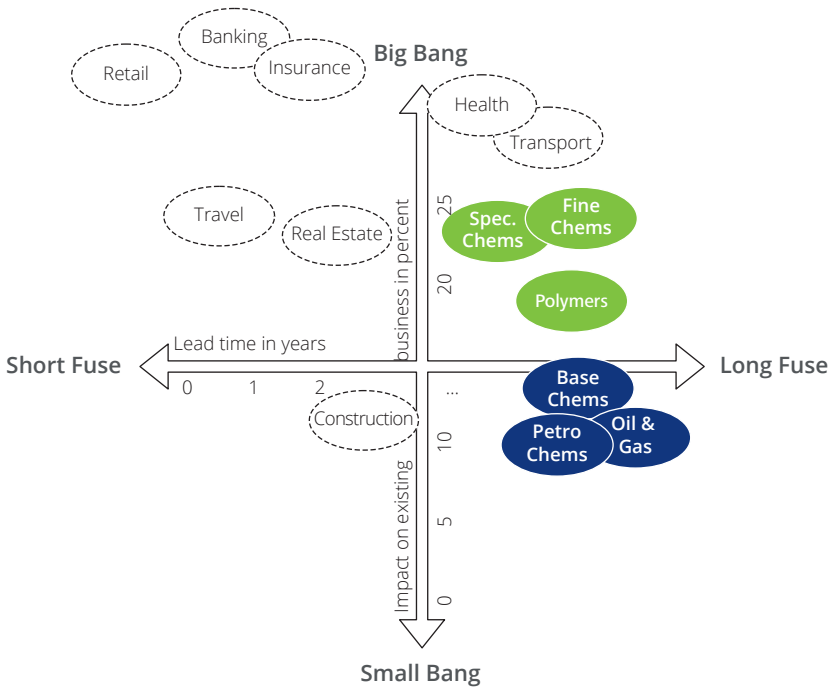 Banking
Retail
Insurance
Big Bang
Health
Transport
Travel
Real Estate
25
Spec.
Chems
Fine
Chems
20
Polymers
business in percent
Lead time in years
Short Fuse
Long Fuse
0 1 2 ...
Base
Chems
Construction
10
Petro
Chems
Oil &
Gas
Impact on existing
5
0
Small Bang